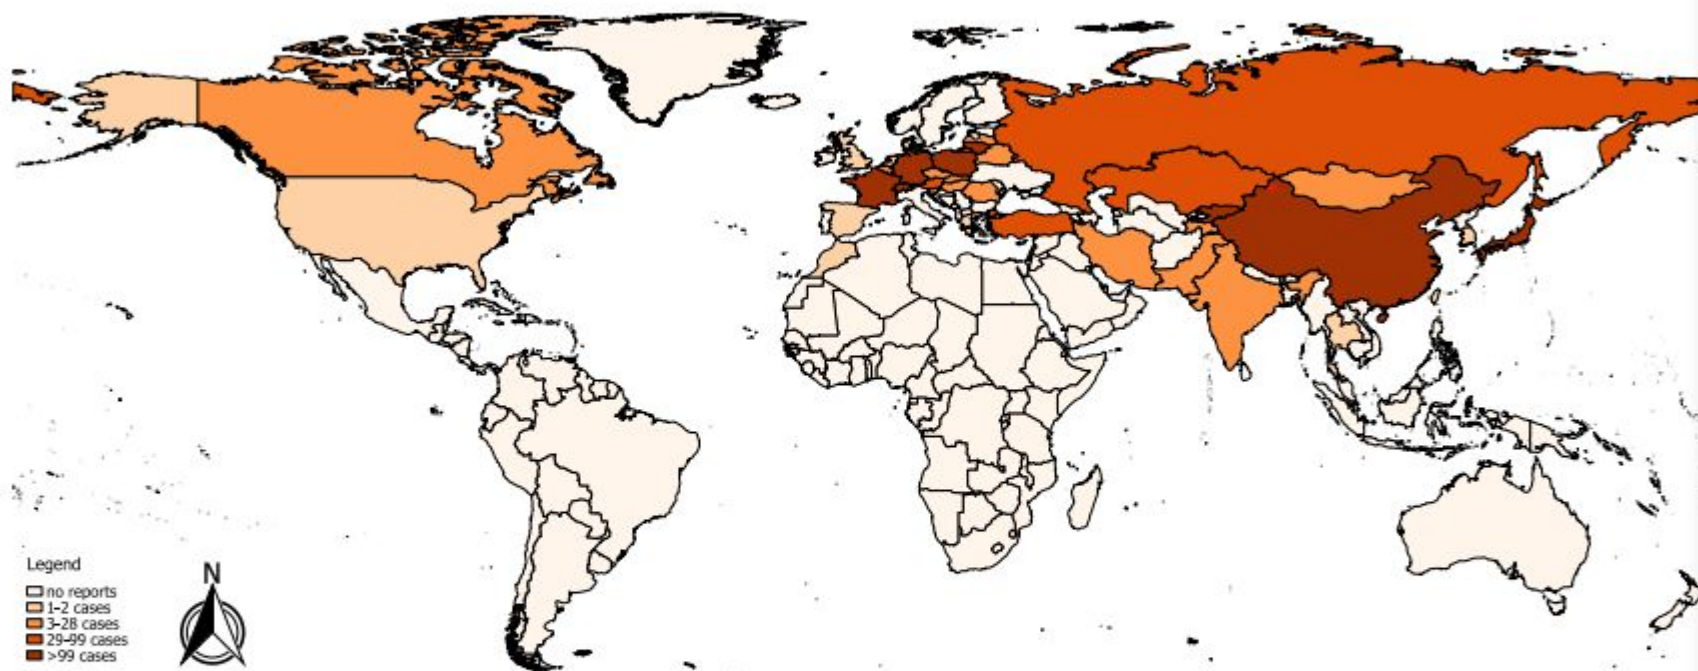 Legend
no reports
1-2 cases
3-28 cases
29-99 cases
>99 cases
N